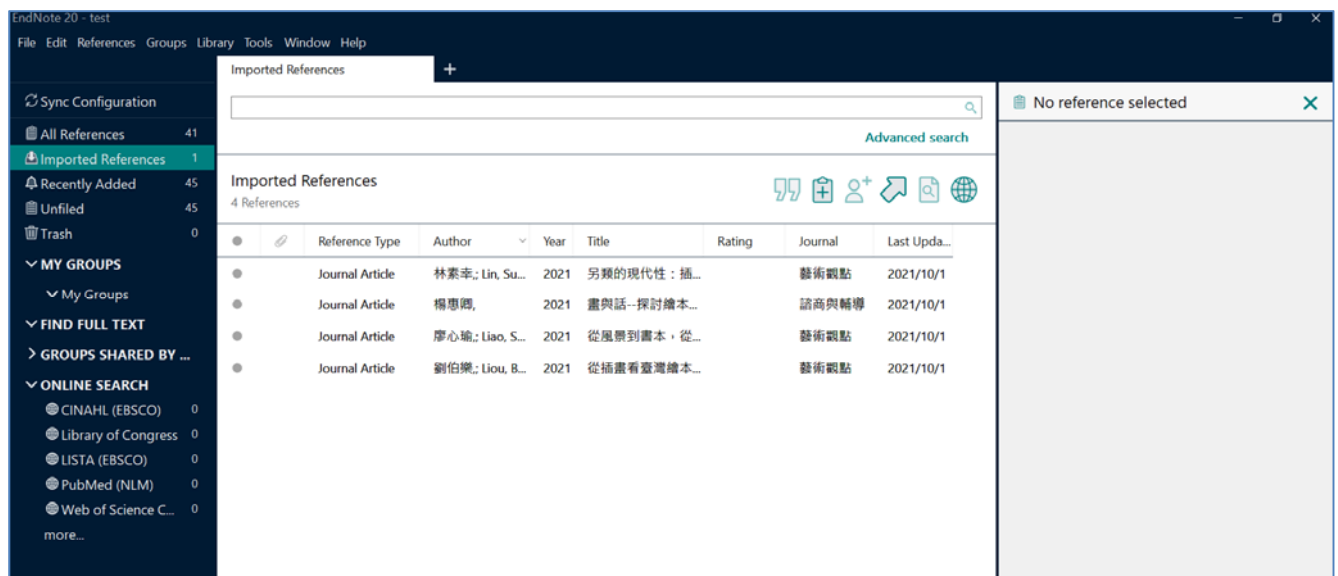 EndNote 20 - test
File Edit References Groups Library Tools Window Help
Imported References +
Sync Configuration
All References 41
Imported References 1
Recently Added 45
Unfiled 45
Trash 0
MY GROUPS
My Groups
FIND FULL TEXT
GROUPS SHARED BY ...
ONLINE SEARCH
CINAHL (EBSCO) 0
Library of Congress 0
LISTA (EBSCO) 0
PubMed (NLM) 0
Web of Science C... 0
more...
Advanced search
Imported References
4 References
Reference Type Author Year Title Rating Journal Last Upda...
Journal Article 林素幸,; Lin, Su... 2021 另類的現代性：插... 藝術觀點 2021/10/1
Journal Article 楊惠卿, 2021 畫與話--探討繪本... 諮商與輔導 2021/10/1
Journal Article 廖心瑜,; Liao, S... 2021 從風景到書本，從... 藝術觀點 2021/10/1
Journal Article 劉伯樂,; Liou, B... 2021 從插畫看臺灣繪本... 藝術觀點 2021/10/1
No reference selected